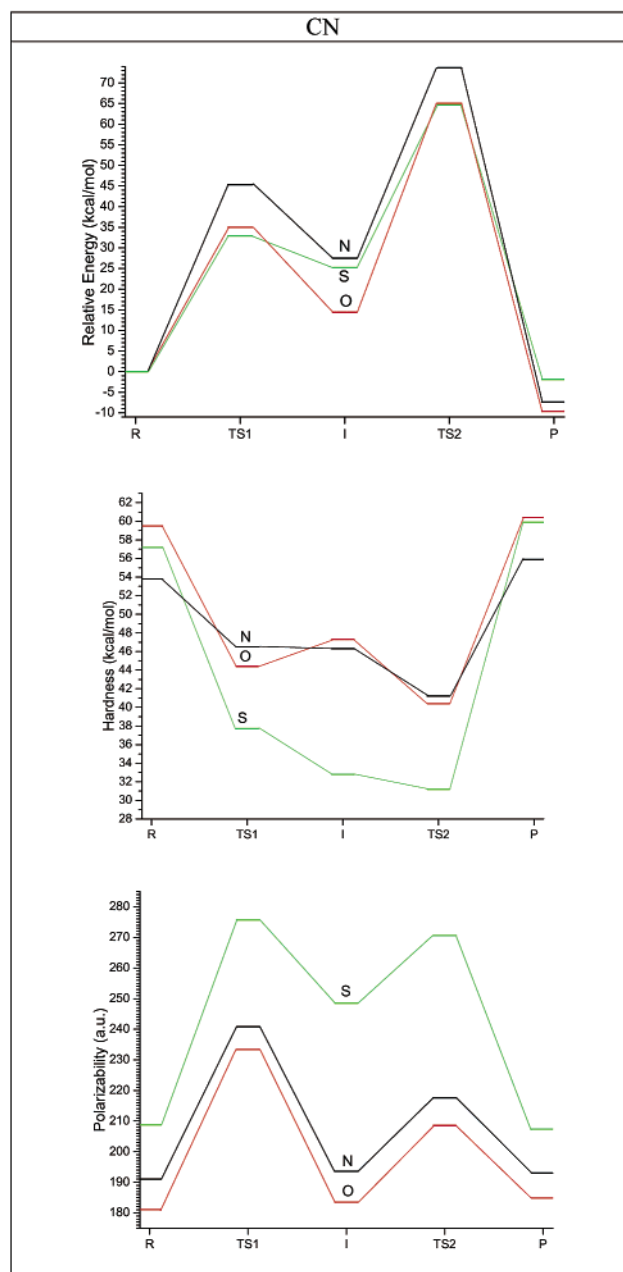 CN
Relative Energy (kcal/mol)
70
65
60
55
50
45
40
35
30
25
20
15
10
5
0
-5
-10
N
S
O
R TS1 I TS2 P
Hardness (kcal/mol)
62
60
58
56
54
52
50
48
46
44
42
40
38
36
34
32
30
28
N
O
S
R TS1 I TS2 P
Polarizability (a.u.)
280
270
260
250
240
230
220
210
200
190
180
S
N
O
R TS1 I TS2 P